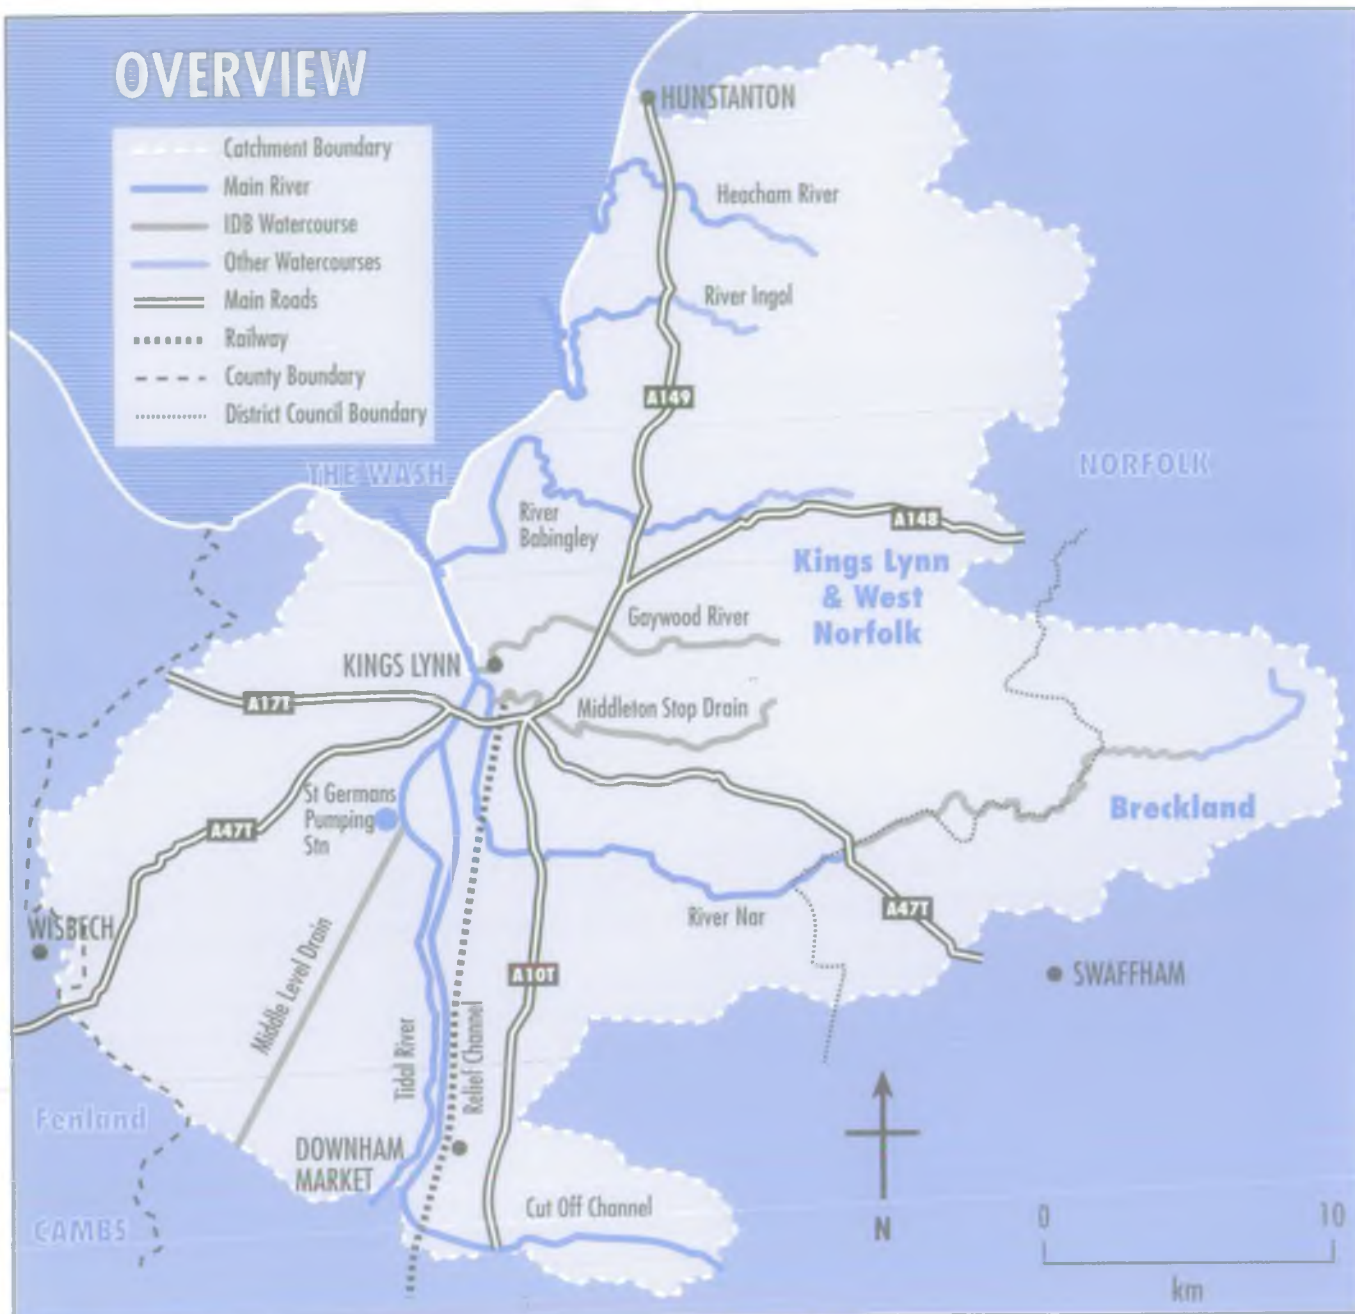 OVERVIEW
Catchment Boundary
Main River
IDB Watercourse
Other Watercourses
Main Roads
Railway
County Boundary
District Council Boundary
HUNSTANTON
Heacham River
River Ingol
A149
THE WASH
NORFOLK
River
Babingley
A148
Kings Lynn
& West
Norfolk
Gaywood River
KINGS LYNN
A17T
Middleton Stop Drain
St Germans
Pumping
Stn
A47T
Breckland
WISBECH
River Nar
A47T
Middle Level Drain
A10T
SWAFFHAM
Tidal River
Relief Channel
Fenland
DOWNHAM
MARKET
Cut Off Channel
CAMBS
N
0
10
km